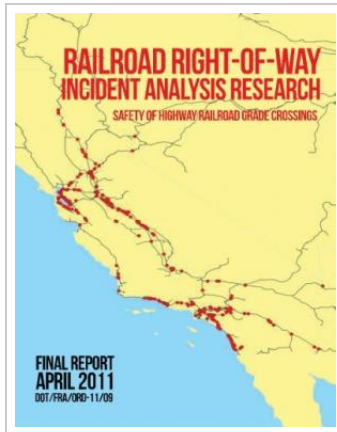 RAILROAD RIGHT-OF-WAY
INCIDENT ANALYSIS RESEARCH
SAFETY OF HIGHWAY RAILROAD GRADE CROSSINGS
FINAL REPORT
APRIL 2011
DOT/FRA/ORD-11/09